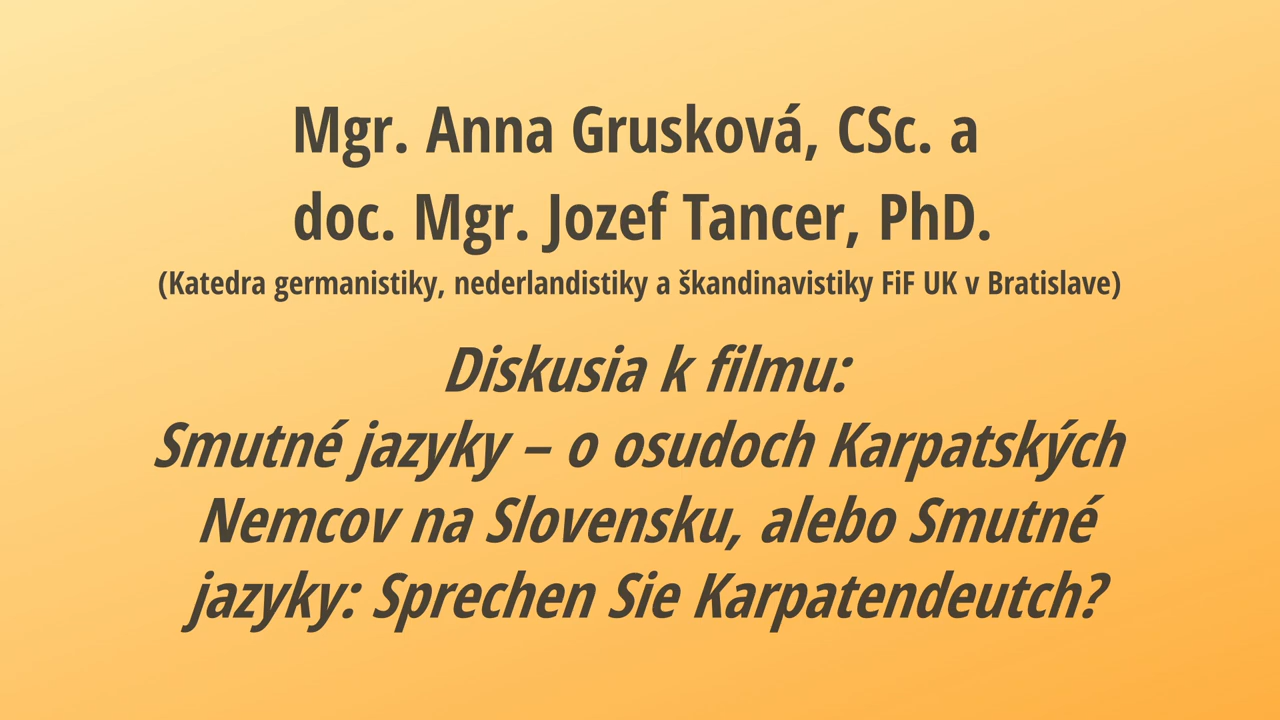 Mgr. Anna Grusková, CSc. a
doc. Mgr. Jozef Tancer, PhD.
(Katedra germanistiky, nederlandistiky a škandinavistiky FiF UK v Bratislave)
Diskusia k filmu:
Smutné jazyky – o osudoch Karpatských
Nemcov na Slovensku, alebo Smutné
jazyky: Sprechen Sie Karpatendeutch?